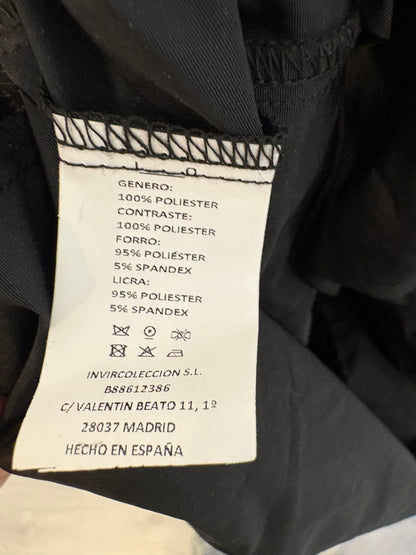 GENERO:
100% POLIESTER
CONTRASTE:
100% POLIESTER
FORRO:
95% POLIÉSTER
5% SPANDEX
LICRA:
95% POLIESTER
5% SPANDEX
INVIRCOLECCION S.L.
B88612386
C/ VALENTIN BEATO 11, 1º
28037 MADRID
HECHO EN ESPAÑA